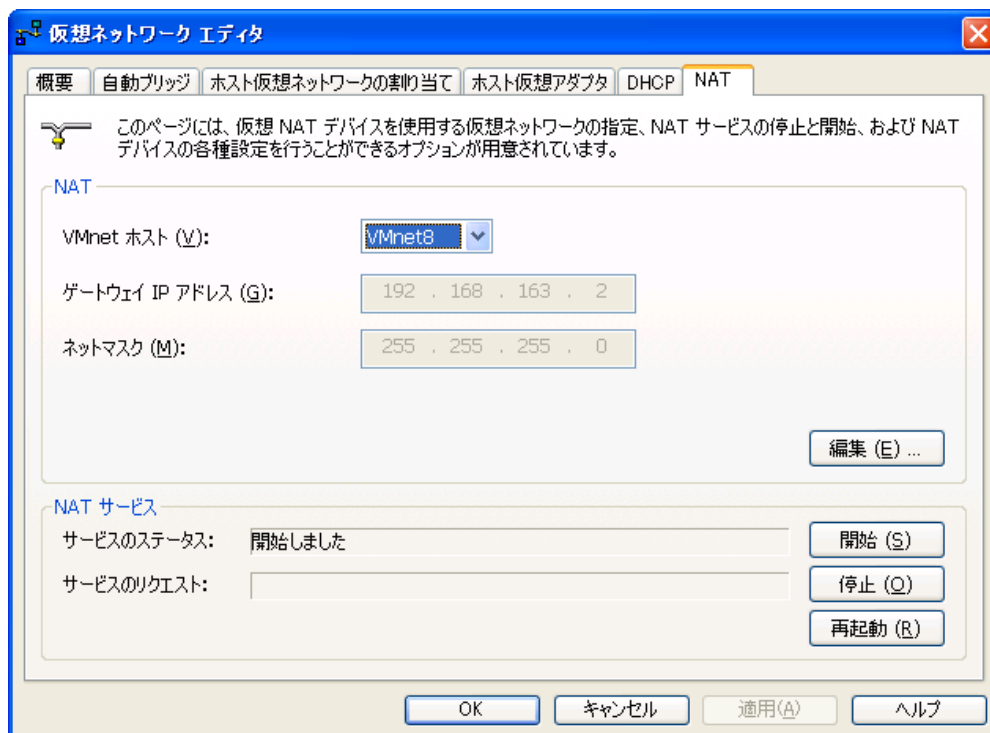 仮想ネットワーク エディタ
概要 自動ブリッジ ホスト仮想ネットワークの割り当て ホスト仮想アダプタ DHCP NAT
このページには、仮想 NAT デバイスを使用する仮想ネットワークの指定、NAT サービスの停止と開始、および NAT
デバイスの各種設定を行うことができるオプションが用意されています。
NAT
VMnet ホスト (V): VMnet8
ゲートウェイ IP アドレス (G): 192 . 168 . 163 . 2
ネットマスク (M): 255 . 255 . 255 . 0
編集 (E) ...
NAT サービス
サービスのステータス: 開始しました 開始 (S)
サービスのリクエスト: 停止 (O)
再起動 (R)
OK キャンセル 適用(A) ヘルプ